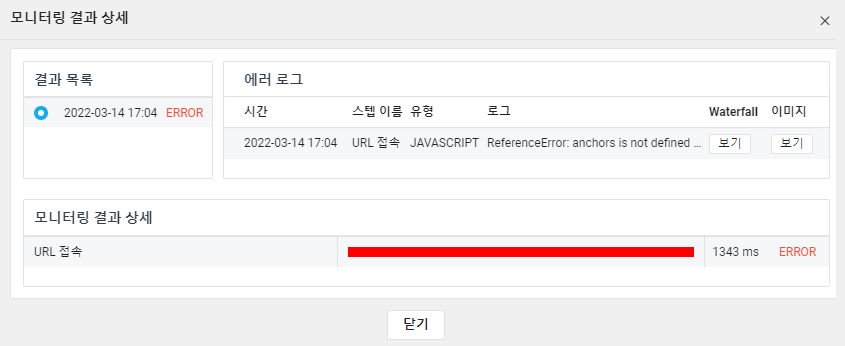 모니터링 결과 상세
결과 목록
2022-03-14 17:04 ERROR
에러 로그
시간 스텝 이름 유형 로그 Waterfall 이미지
2022-03-14 17:04 URL 접속 JAVASCRIPT ReferenceError: anchors is not defined ... 보기 보기
모니터링 결과 상세
URL 접속 1343 ms ERROR
닫기